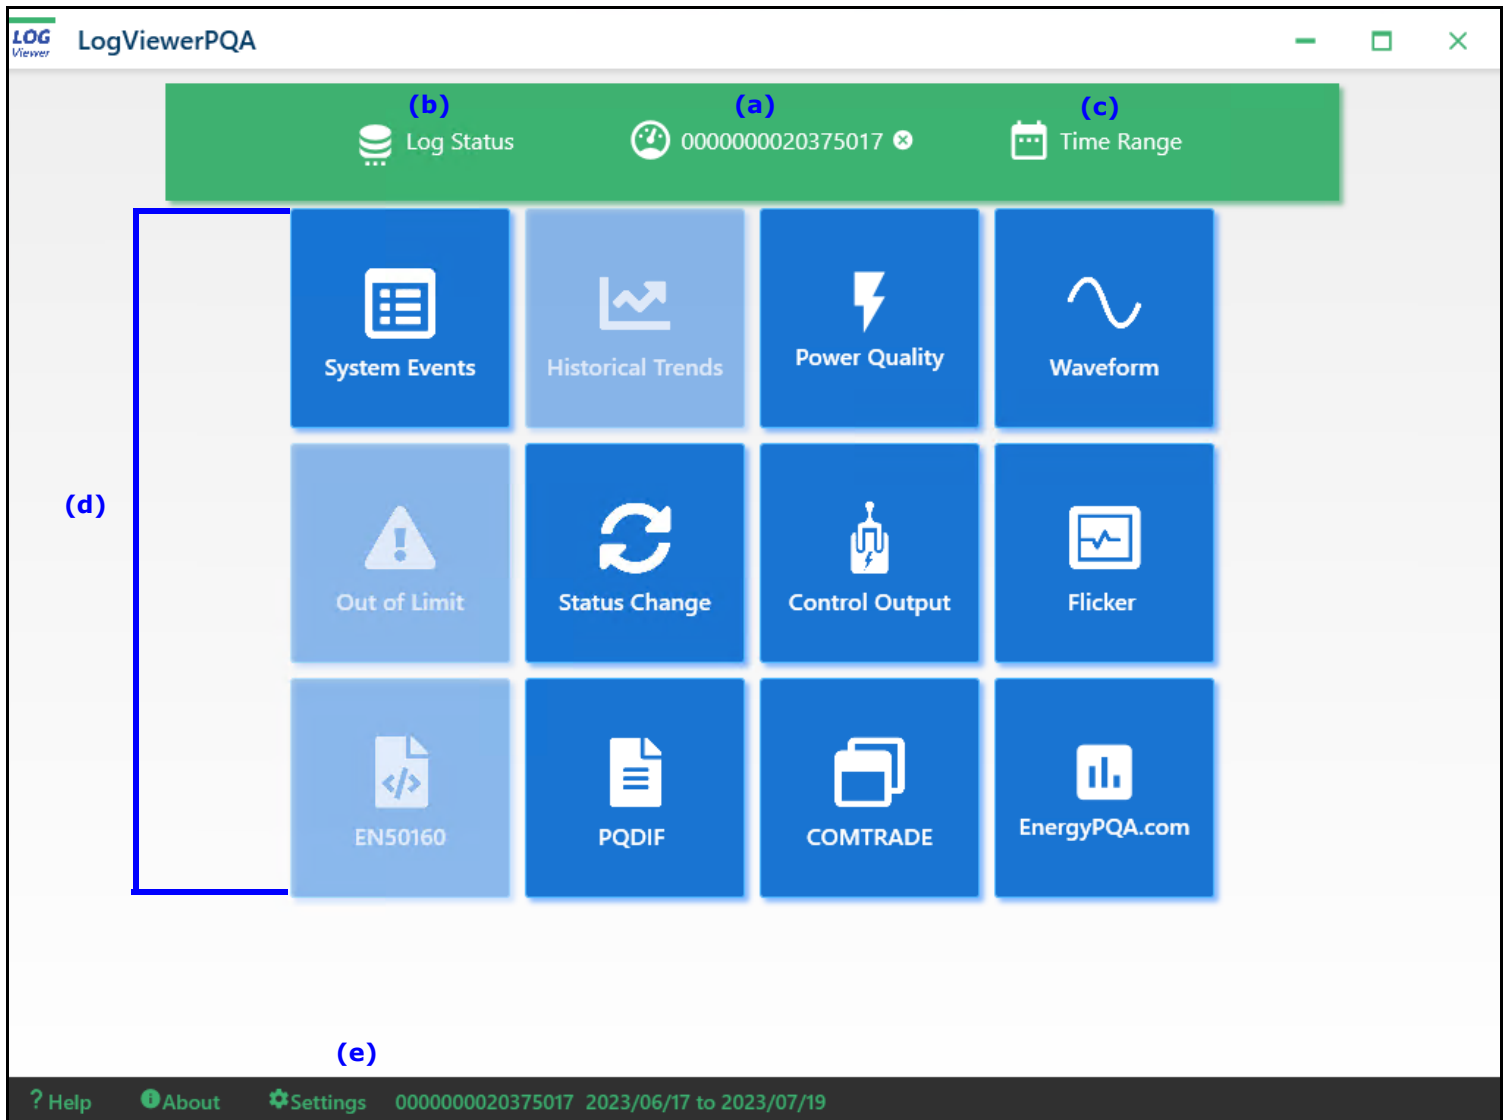 LOG
Viewer
LogViewerPQA
(b) (a) (c)
Log Status 0000000020375017 Time Range
System Events Historical Trends Power Quality Waveform
(d)
Out of Limit Status Change Control Output Flicker
EN50160 PQDIF COMTRADE EnergyPQA.com
(e)
? Help About Settings 0000000020375017 2023/06/17 to 2023/07/19